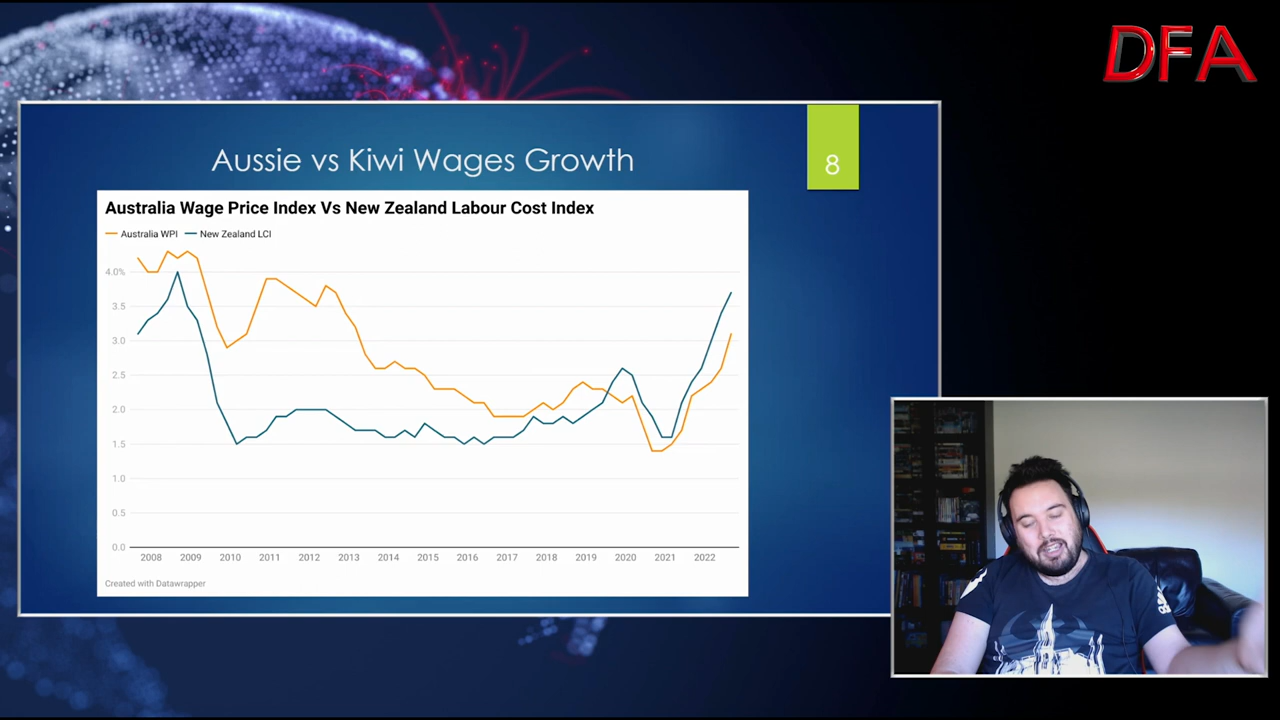 DFA
Aussie vs Kiwi Wages Growth
8
Australia Wage Price Index Vs New Zealand Labour Cost Index
Australia WPI New Zealand LCI
4.0%
3.5
3.0
2.5
2.0
1.5
1.0
0.5
0.0
2008 2009 2010 2011 2012 2013 2014 2015 2016 2017 2018 2019 2020 2021 2022
Created with Datawrapper